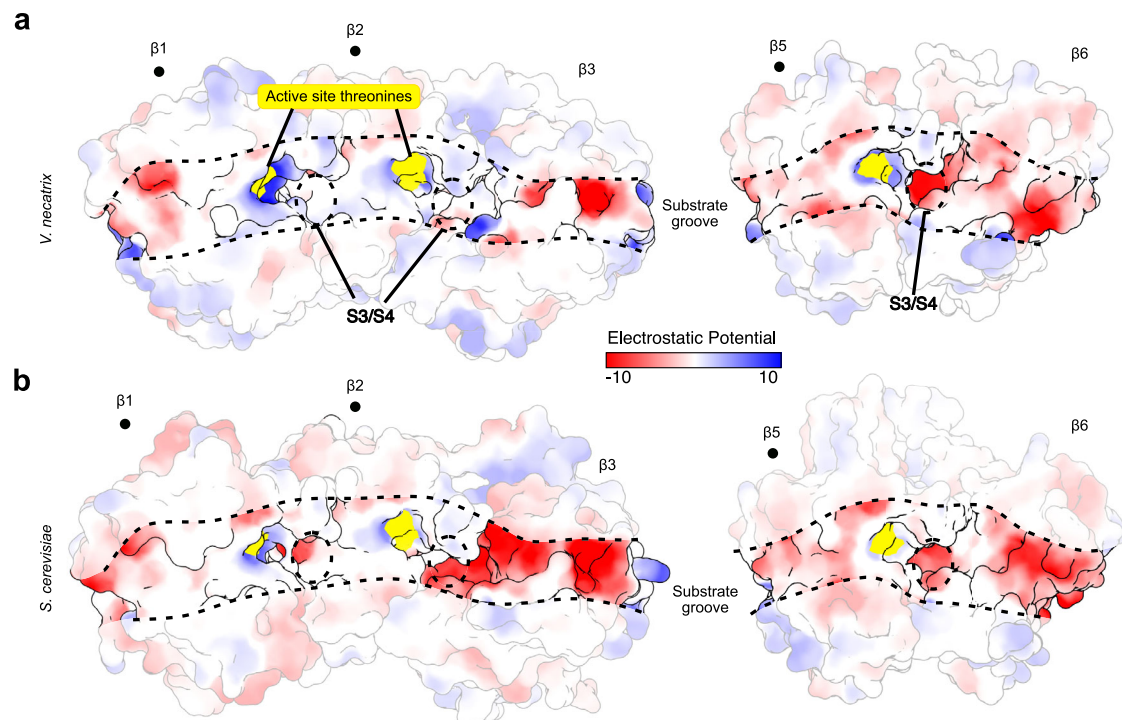 a
β1
β2
β3
β5
β6
Active site threonines
V. necatrix
Substrate
groove
S3/S4
S3/S4
Electrostatic Potential
-10
10
b
β1
β2
β3
β5
β6
S. cerevisiae
Substrate
groove